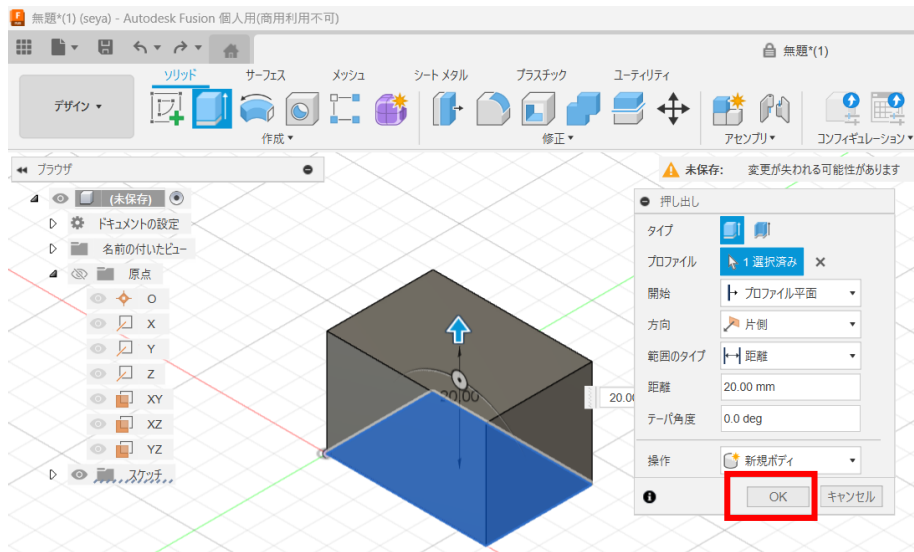 無題*(1) (seya) - Autodesk Fusion 個人用(商用利用不可)
無題*(1)
ソリッド サーフェス メッシュ シート メタル プラスチック ユーティリティ
デザイン
作成 修正 アセンブリ コンフィギュレーション
ブラウザ
未保存: 変更が失われる可能性があります
(未保存)
ドキュメントの設定
名前の付いたビュー
原点
O
X
Y
Z
XY
XZ
YZ
スケッチ
20.00
20.00
押し出し
タイプ
プロファイル 1 選択済み
開始 プロファイル平面
方向 片側
範囲のタイプ 距離
距離 20.00 mm
テーパ角度 0.0 deg
操作 新規ボディ
OK キャンセル